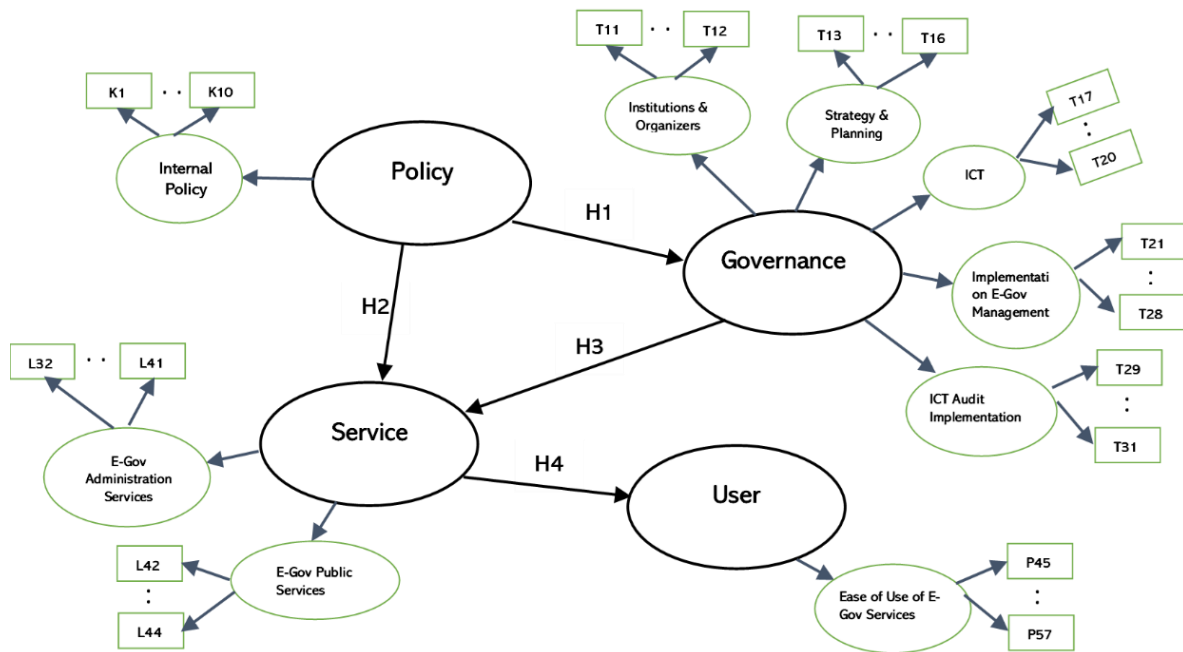 T11
. .
T12
T13
. .
T16
K1
. .
K10
Institutions &
Organizers
Strategy &
Planning
T17
:
T20
Internal
Policy
Policy
ICT
H1
Governance
T21
:
T28
Implementati
on E-Gov
Management
H2
H3
L32
. .
L41
T29
:
T31
ICT Audit
Implementation
Service
E-Gov
Administration
Services
H4
User
L42
:
L44
E-Gov Public
Services
P45
:
P57
Ease of Use of E-
Gov Services